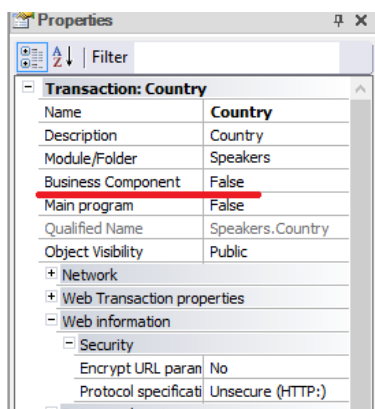 Properties
Filter
Transaction: Country
Name Country
Description Country
Module/Folder Speakers
Business Component False
Main program False
Qualified Name Speakers.Country
Object Visibility Public
Network
Web Transaction properties
Web information
Security
Encrypt URL paran No
Protocol specificati Unsecure (HTTP:)